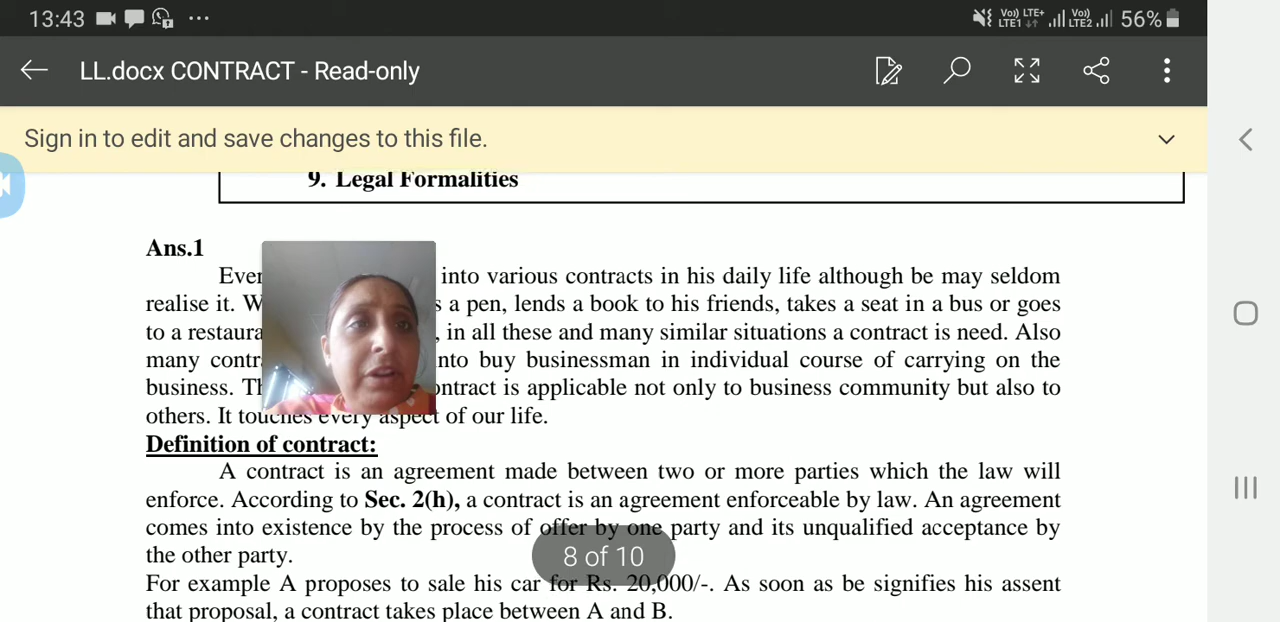 13:43 ... Vo)) LTE+ LTE1 Vo)) LTE2 56%
LL.docx CONTRACT - Read-only
Sign in to edit and save changes to this file.
9. Legal Formalities
Ans.1
into various contracts in his daily life although be may seldom
realise it. a pen, lends a book to his friends, takes a seat in a bus or goes
to a , in all these and many similar situations a contract is need. Also
many buy businessman in individual course of carrying on the
business. is applicable not only to business community but also to
others. It touches every aspect of our life.
Definition of contract:
A contract is an agreement made between two or more parties which the law will
enforce. According to Sec. 2(h), a contract is an agreement enforceable by law. An agreement
comes into existence by the process of offer by one party and its unqualified acceptance by
the other party.
8 of 10
For example A proposes to sale his car for Rs. 20,000/-. As soon as be signifies his assent
that proposal, a contract takes place between A and B.